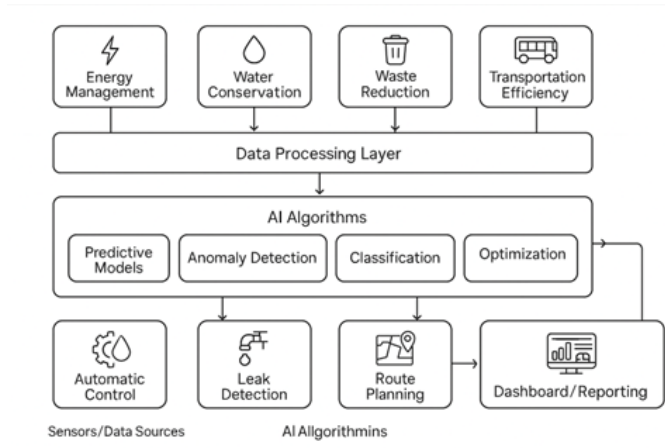 Energy
Management
Water
Conservation
Waste
Reduction
Transportation
Efficiency
Data Processing Layer
AI Algorithms
Predictive
Models
Anomaly Detection
Classification
Optimization
Automatic
Control
Leak
Detection
Route
Planning
Dashboard/Reporting
Sensors/Data Sources
AI Allgorithmins